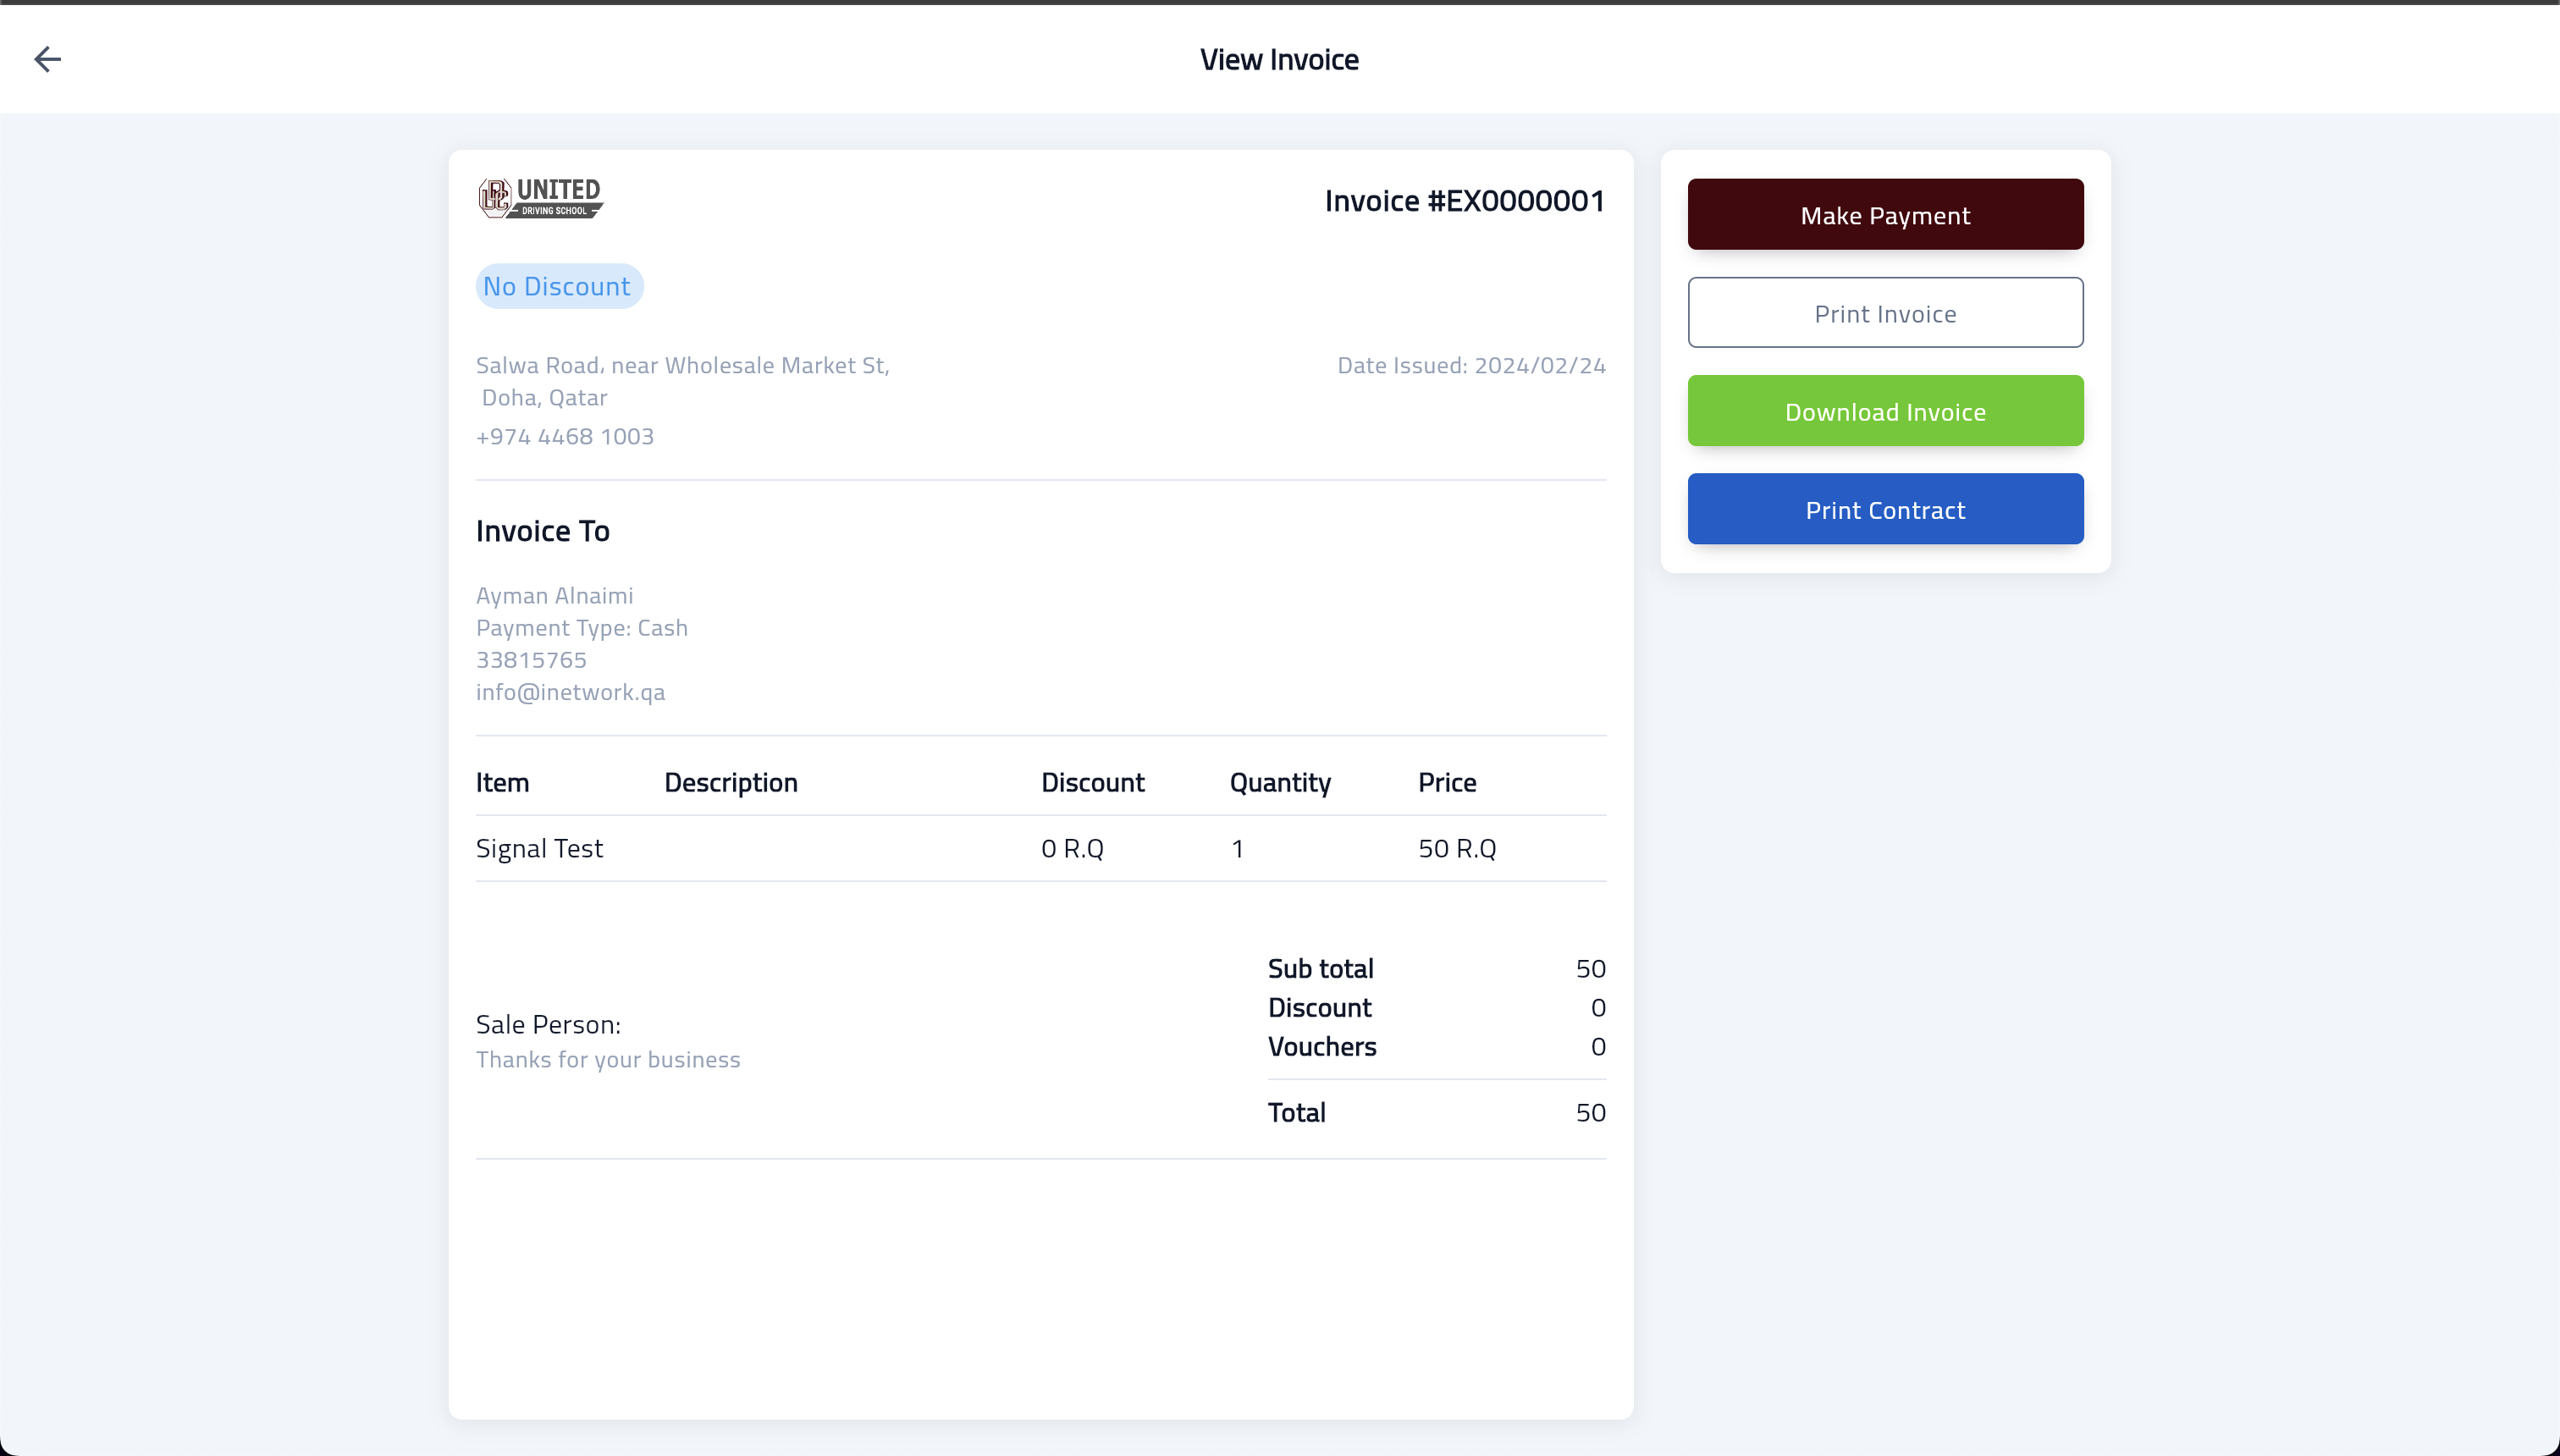 View Invoice
UNITED
DRIVING SCHOOL
Invoice #EX0000001
No Discount
Salwa Road، near Wholesale Market St,
Doha, Qatar
+974 4468 1003
Date Issued: 2024/02/24
Invoice To
Ayman Alnaimi
Payment Type: Cash
33815765
info@inetwork.qa
Item Description Discount Quantity Price
Signal Test 0 R.Q 1 50 R.Q
Sub total 50
Discount 0
Vouchers 0
Total 50
Sale Person:
Thanks for your business
Make Payment
Print Invoice
Download Invoice
Print Contract